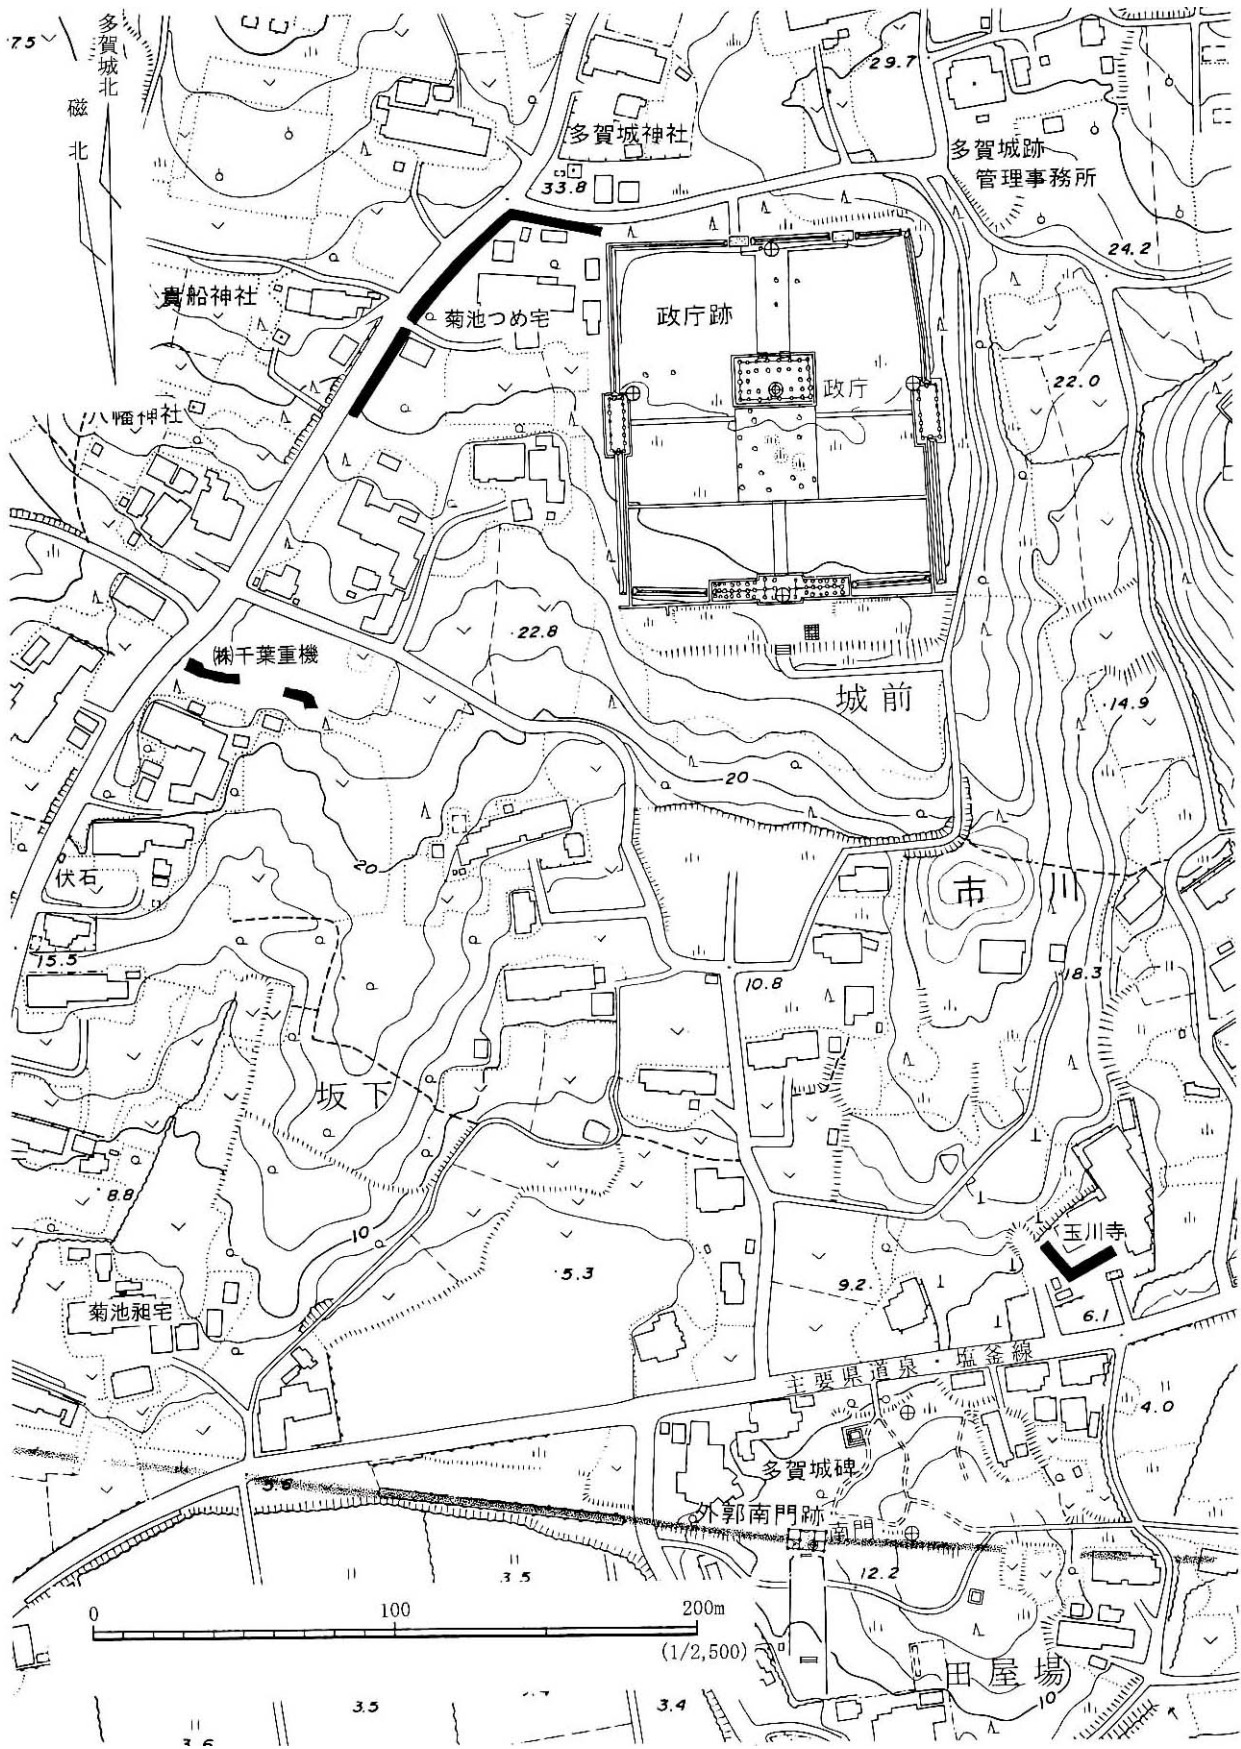 多賀城北
磁北
75
29.7
多賀城神社
33.8
多賀城跡
管理事務所
24.2
貴船神社
菊池つめ宅
政庁跡
政庁
22.0
八幡神社
22.8
㈱千葉重機
城前
14.9
20
20
伏石
市川
15.5
10.8
18.3
坂下
8.8
10
玉川寺
5.3
9.2
6.1
菊池昶宅
主要県道泉・塩釜線
4.0
多賀城碑
5.8
外郭南門跡
南門
3.5
12.2
0 100 200m
(1/2,500)
田屋場
10
3.5
3.4
3.4
3.6